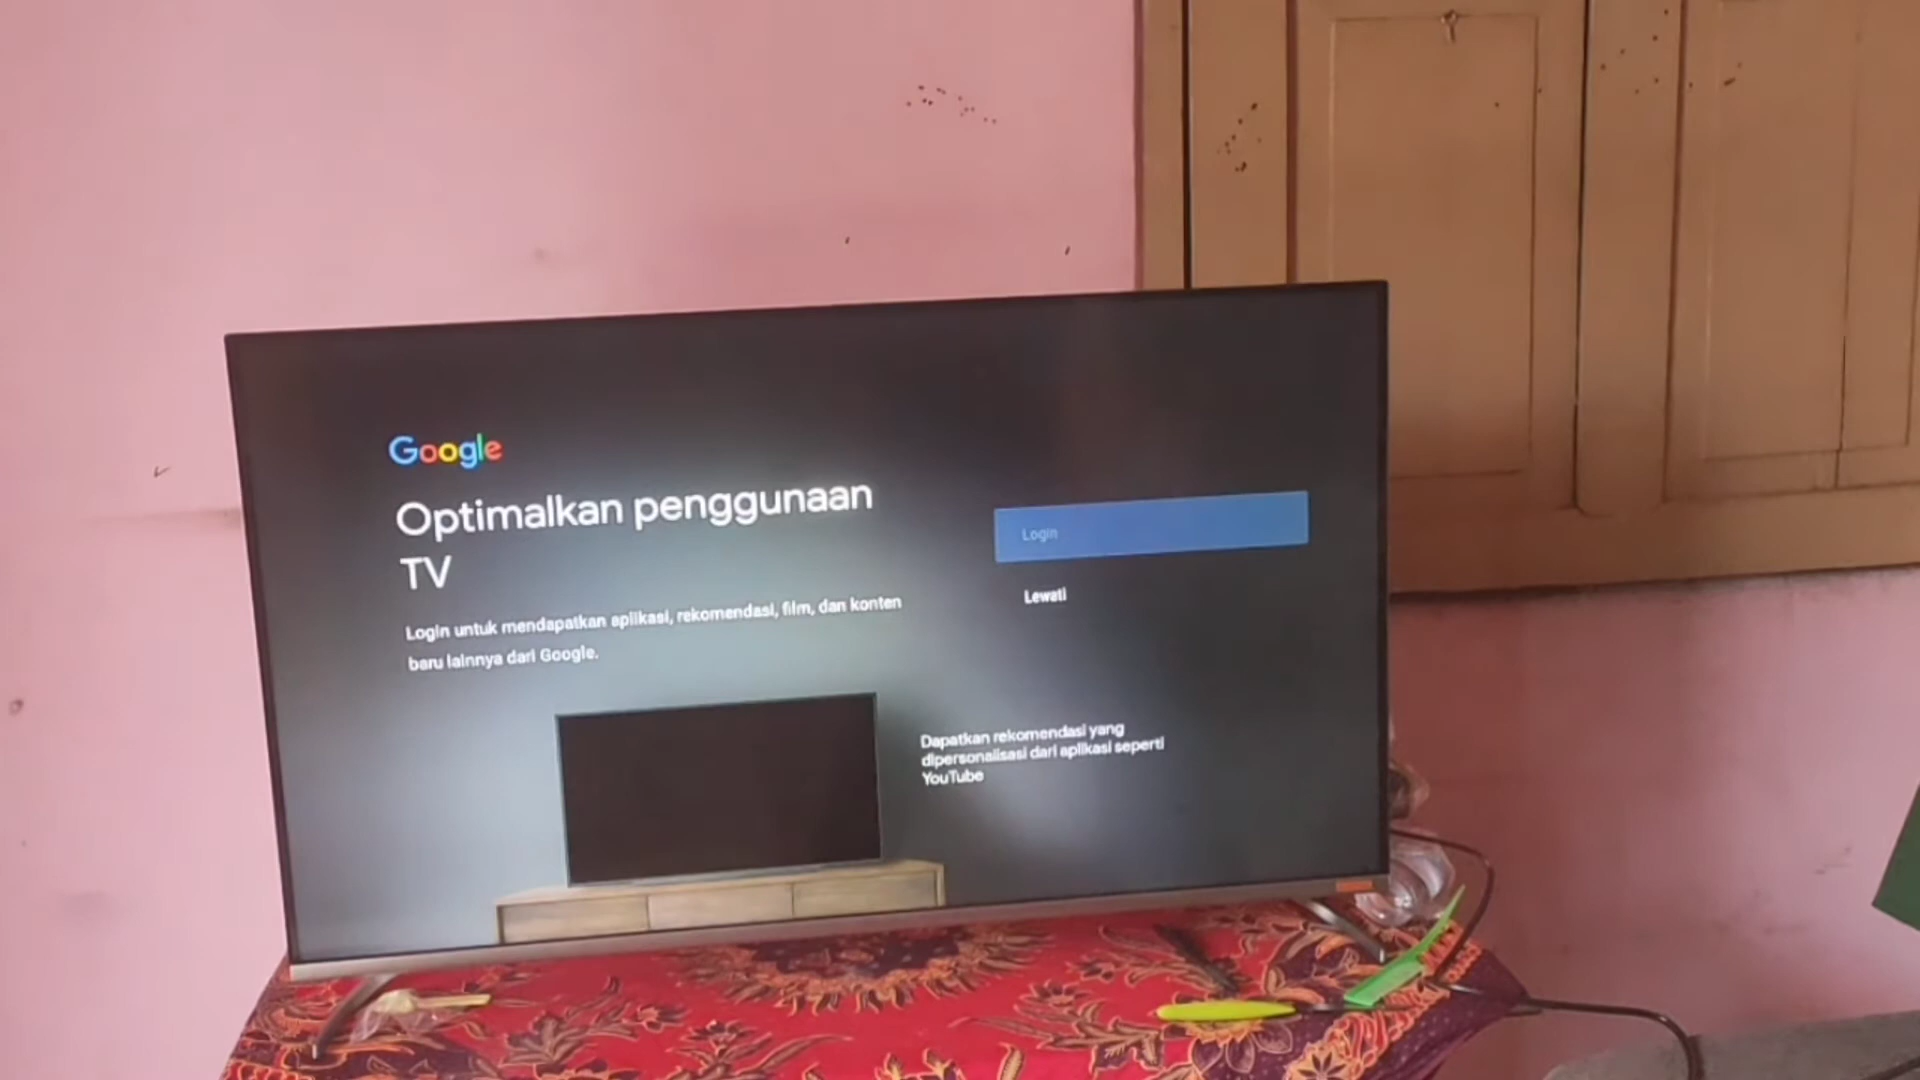 Google
Optimalkan penggunaan
TV
Login untuk mendapatkan aplikasi, rekomendasi, film, dan konten
baru lainnya dari Google.
Login
Lewati
Dapatkan rekomendasi yang
dipersonalisasi dari aplikasi seperti
YouTube